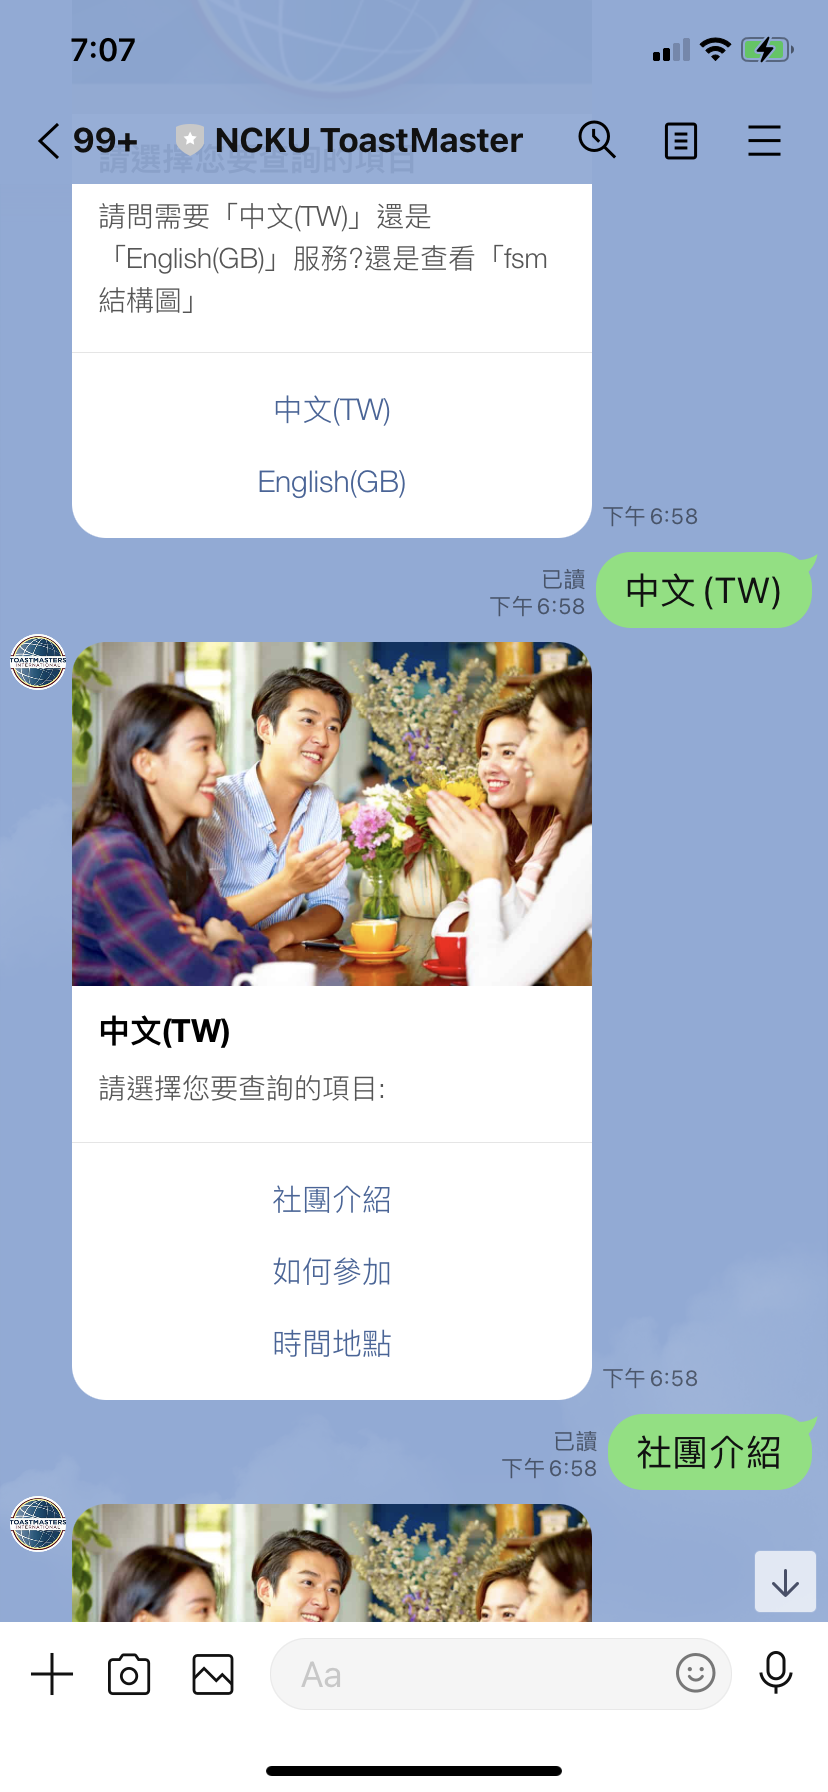 7:07
99+
NCKU ToastMaster
請選擇您要查詢的項目
請問需要「中文(TW)」還是
「English(GB)」服務?還是查看「fsm
結構圖」
中文(TW)
English(GB)
下午 6:58
已讀
下午 6:58
中文 (TW)
TOASTMASTERS
INTERNATIONAL
中文(TW)
請選擇您要查詢的項目:
社團介紹
如何參加
時間地點
下午 6:58
已讀
下午 6:58
社團介紹
TOASTMASTERS
INTERNATIONAL
Aa